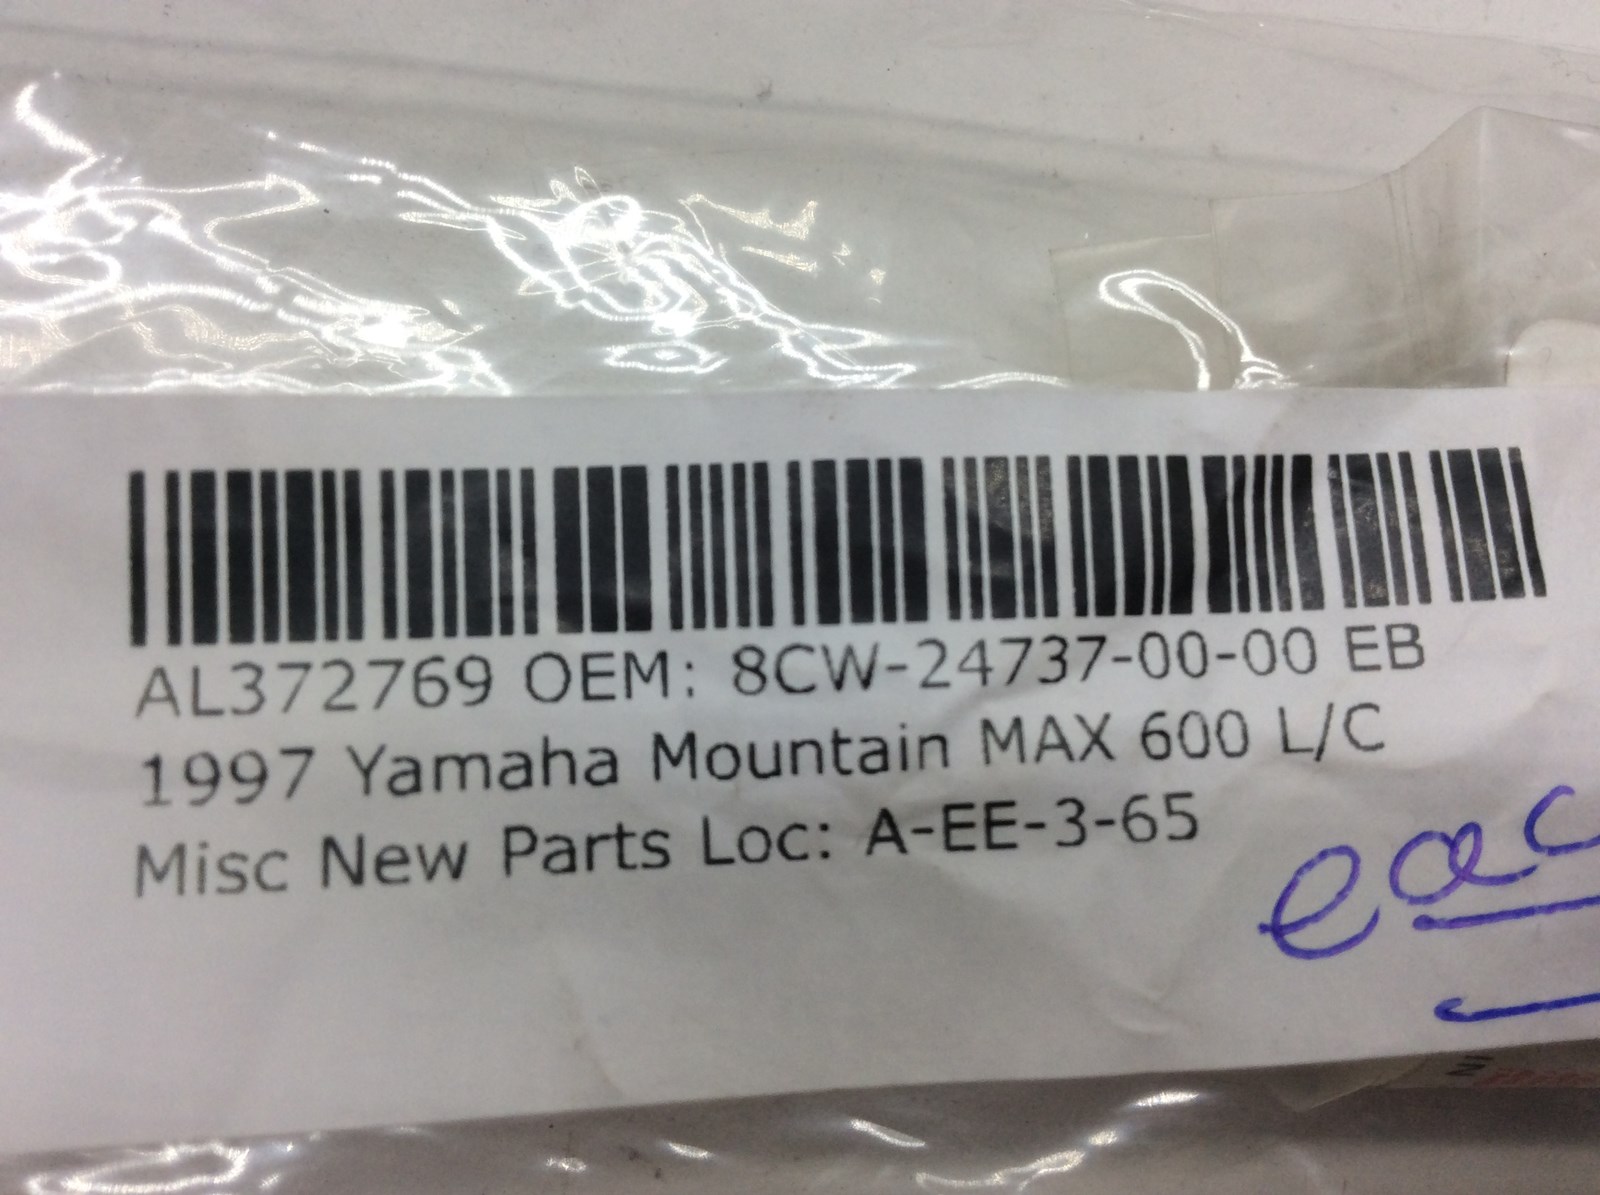 AL372769 OEM: 8CW-24737-00-00 EB
1997 Yamaha Mountain MAX 600 L/C
Misc New Parts Loc: A-EE-3-65
eac